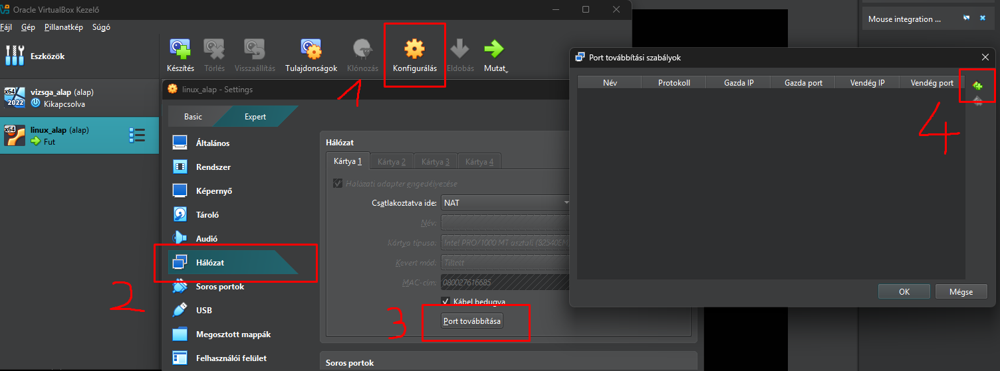 Oracle VirtualBox Kezelő
Fájl Gép Pillanatkép Súgó
Eszközök
Készítés Törlés Visszaállítás Tulajdonságok Klónozás Konfigurálás Eldobás Mutat
1
vizsga_alap (alap)
Kikapcsolva
x64
2022
linux_alap (alap)
Fut
x64
linux_alap - Settings
Basic Expert
Általános
Rendszer
Képernyő
Tároló
Audió
Hálózat
Soros portok
USB
Megosztott mappák
Felhasználói felület
2
Hálózat
Kártya 1 Kártya 2 Kártya 3 Kártya 4
Hálózati adapter engedélyezése
Csatlakoztatva ide: NAT
Név:
Kártya típusa: Intel PRO/1000 MT asztali (82540EM)
Kevert mód: Tiltott
MAC-cím: 080027616685
Kábel bedugva
3
Port továbbítása
Soros portok
Mouse integration ...
Port továbbítási szabályok
Név Protokoll Gazda IP Gazda port Vendég IP Vendég port
4
OK Mégse